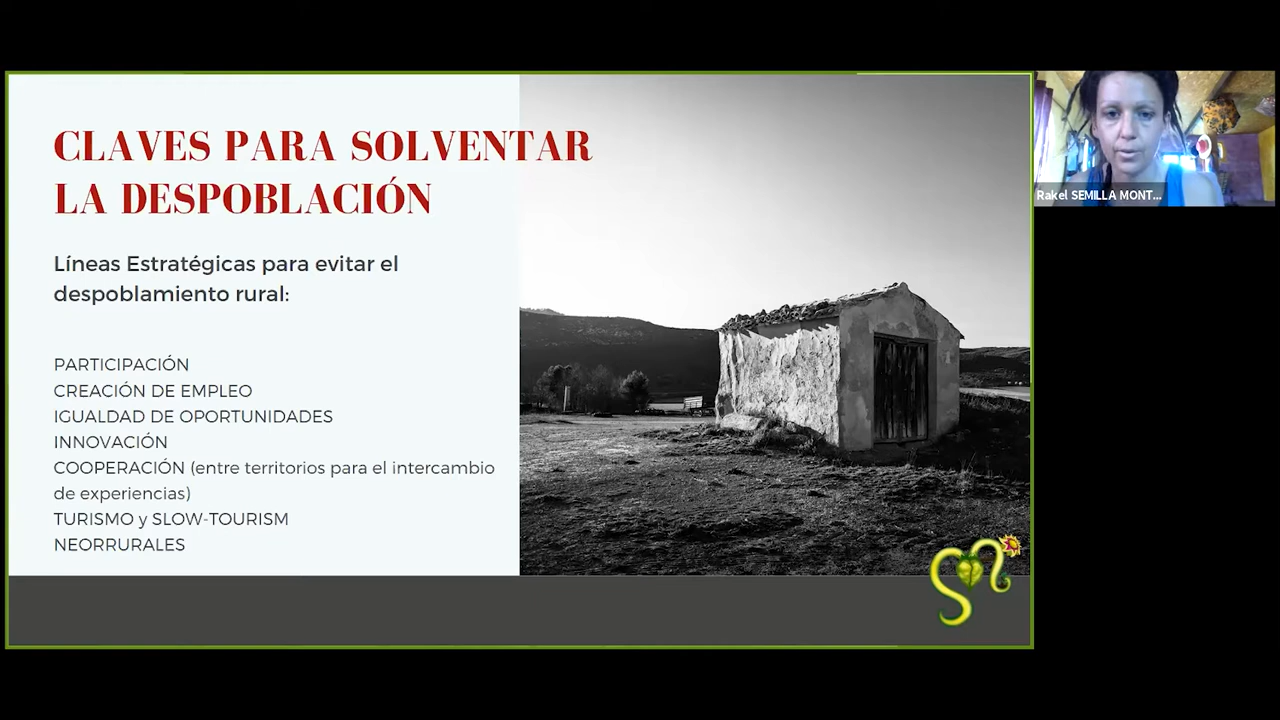 CLAVES PARA SOLVENTAR
LA DESPOBLACIÓN
Líneas Estratégicas para evitar el
despoblamiento rural:
PARTICIPACIÓN
CREACIÓN DE EMPLEO
IGUALDAD DE OPORTUNIDADES
INNOVACIÓN
COOPERACIÓN (entre territorios para el intercambio
de experiencias)
TURISMO y SLOW-TOURISM
NEORRURALES
Rakel SEMILLA MONT...